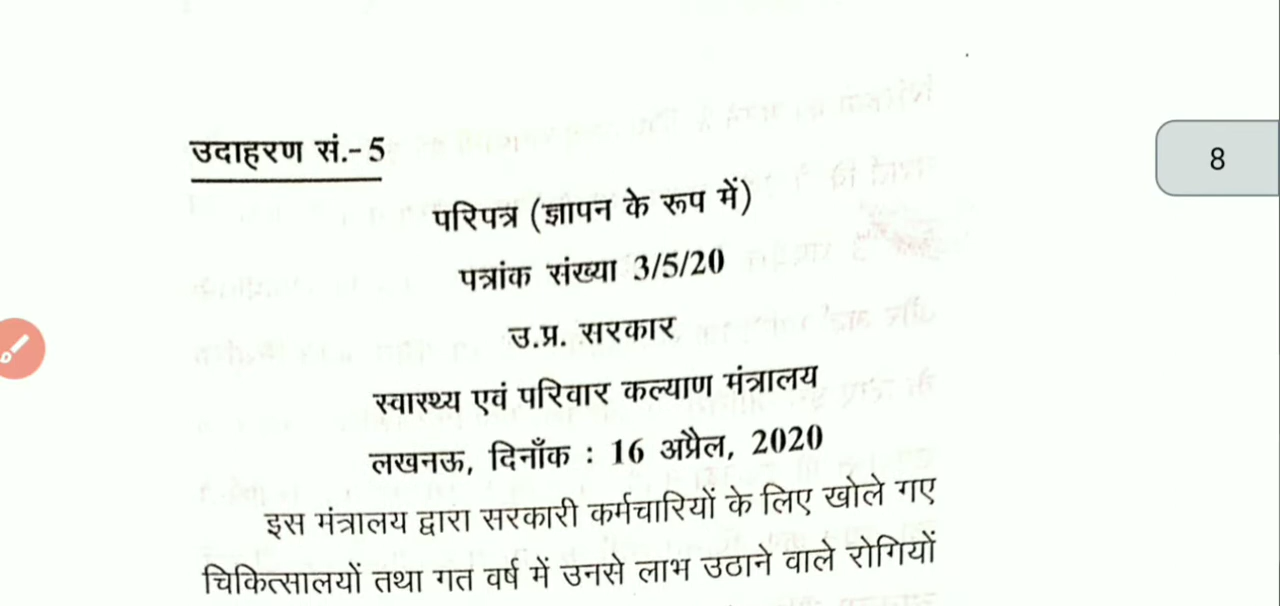 उदाहरण सं.- 5
8
परिपत्र (ज्ञापन के रूप में)
पत्रांक संख्या 3/5/20
उ.प्र. सरकार
स्वास्थ्य एवं परिवार कल्याण मंत्रालय
लखनऊ, दिनाँक : 16 अप्रैल, 2020
इस मंत्रालय द्वारा सरकारी कर्मचारियों के लिए खोले गए
चिकित्सालयों तथा गत वर्ष में उनसे लाभ उठाने वाले रोगियों